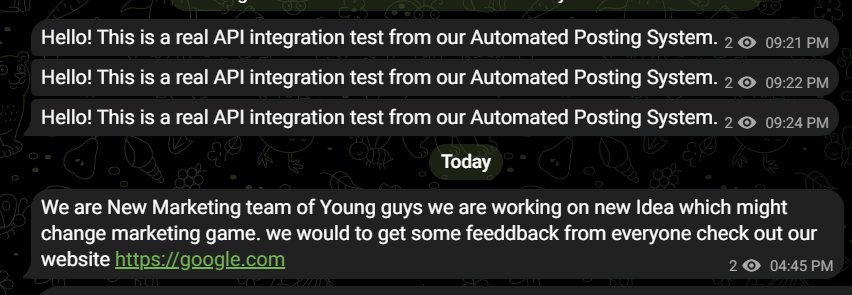 Hello! This is a real API integration test from our Automated Posting System. 2 09:21 PM
Hello! This is a real API integration test from our Automated Posting System. 2 09:22 PM
Hello! This is a real API integration test from our Automated Posting System. 2 09:24 PM
Today
We are New Marketing team of Young guys we are working on new Idea which might
change marketing game. we would to get some feeddback from everyone check out our
website https://google.com 2 04:45 PM